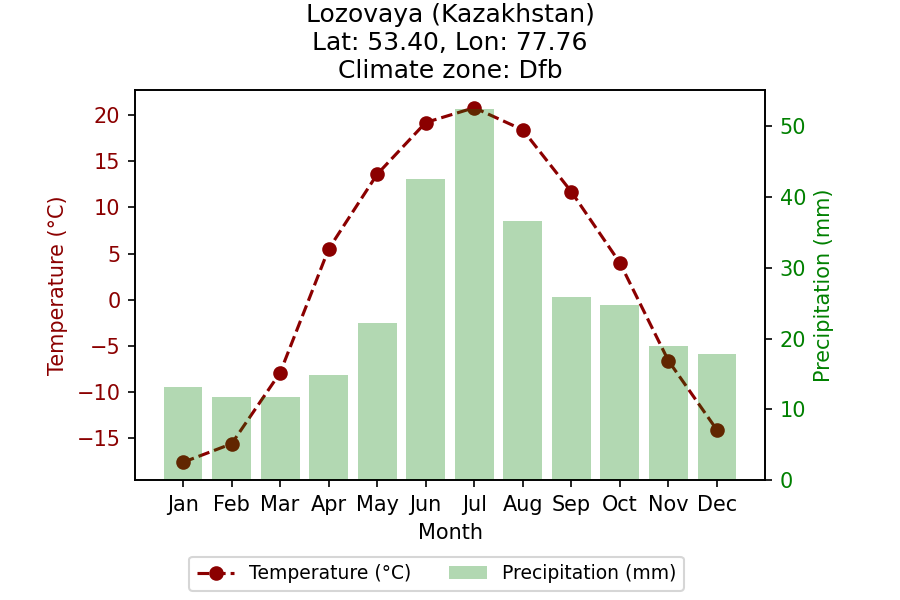 Lozovaya (Kazakhstan)
Lat: 53.40, Lon: 77.76
Climate zone: Dfb
20
15
10
5
0
−5
−10
−15
Temperature (°C)
50
40
30
20
10
0
Precipitation (mm)
Jan Feb Mar Apr May Jun Jul Aug Sep Oct Nov Dec
Month
Temperature (°C) Precipitation (mm)